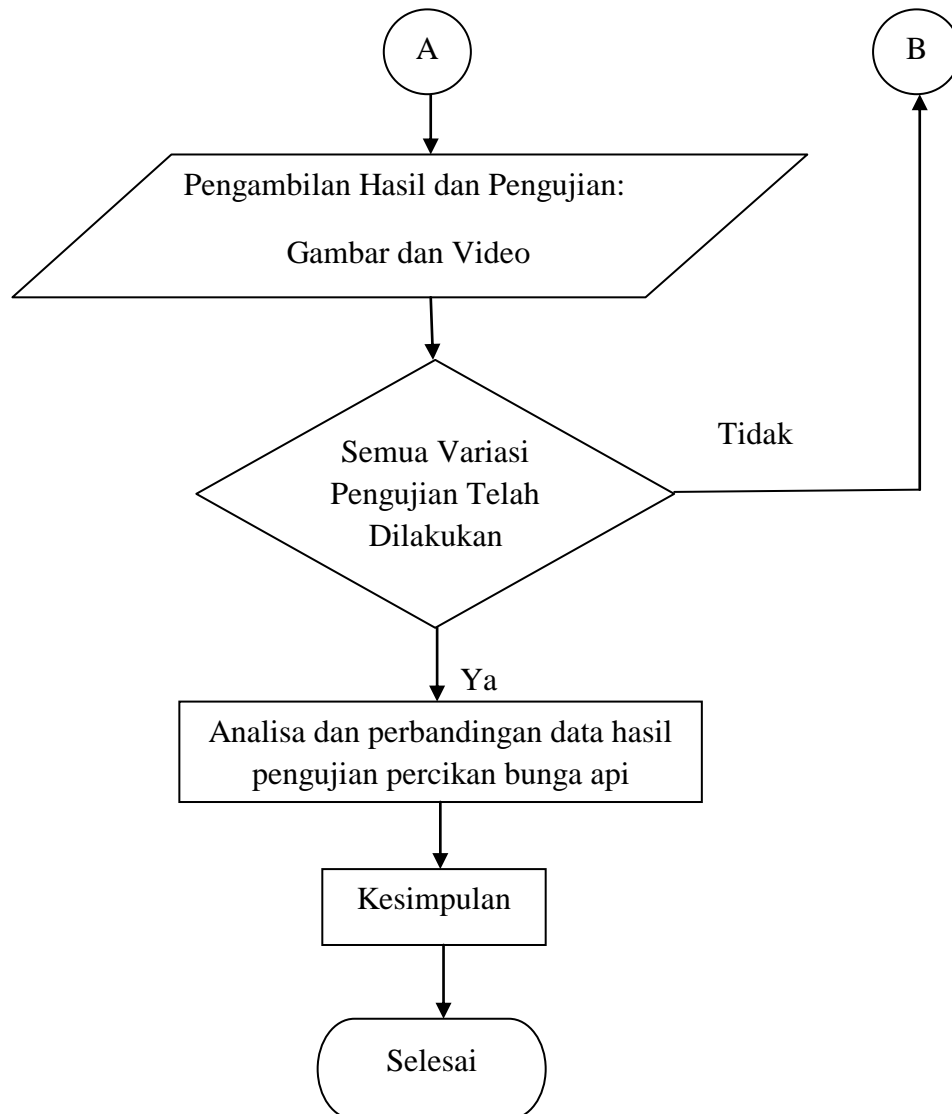 A
B
Pengambilan Hasil dan Pengujian:
Gambar dan Video
Semua Variasi
Pengujian Telah
Dilakukan
Tidak
Ya
Analisa dan perbandingan data hasil
pengujian percikan bunga api
Kesimpulan
Selesai